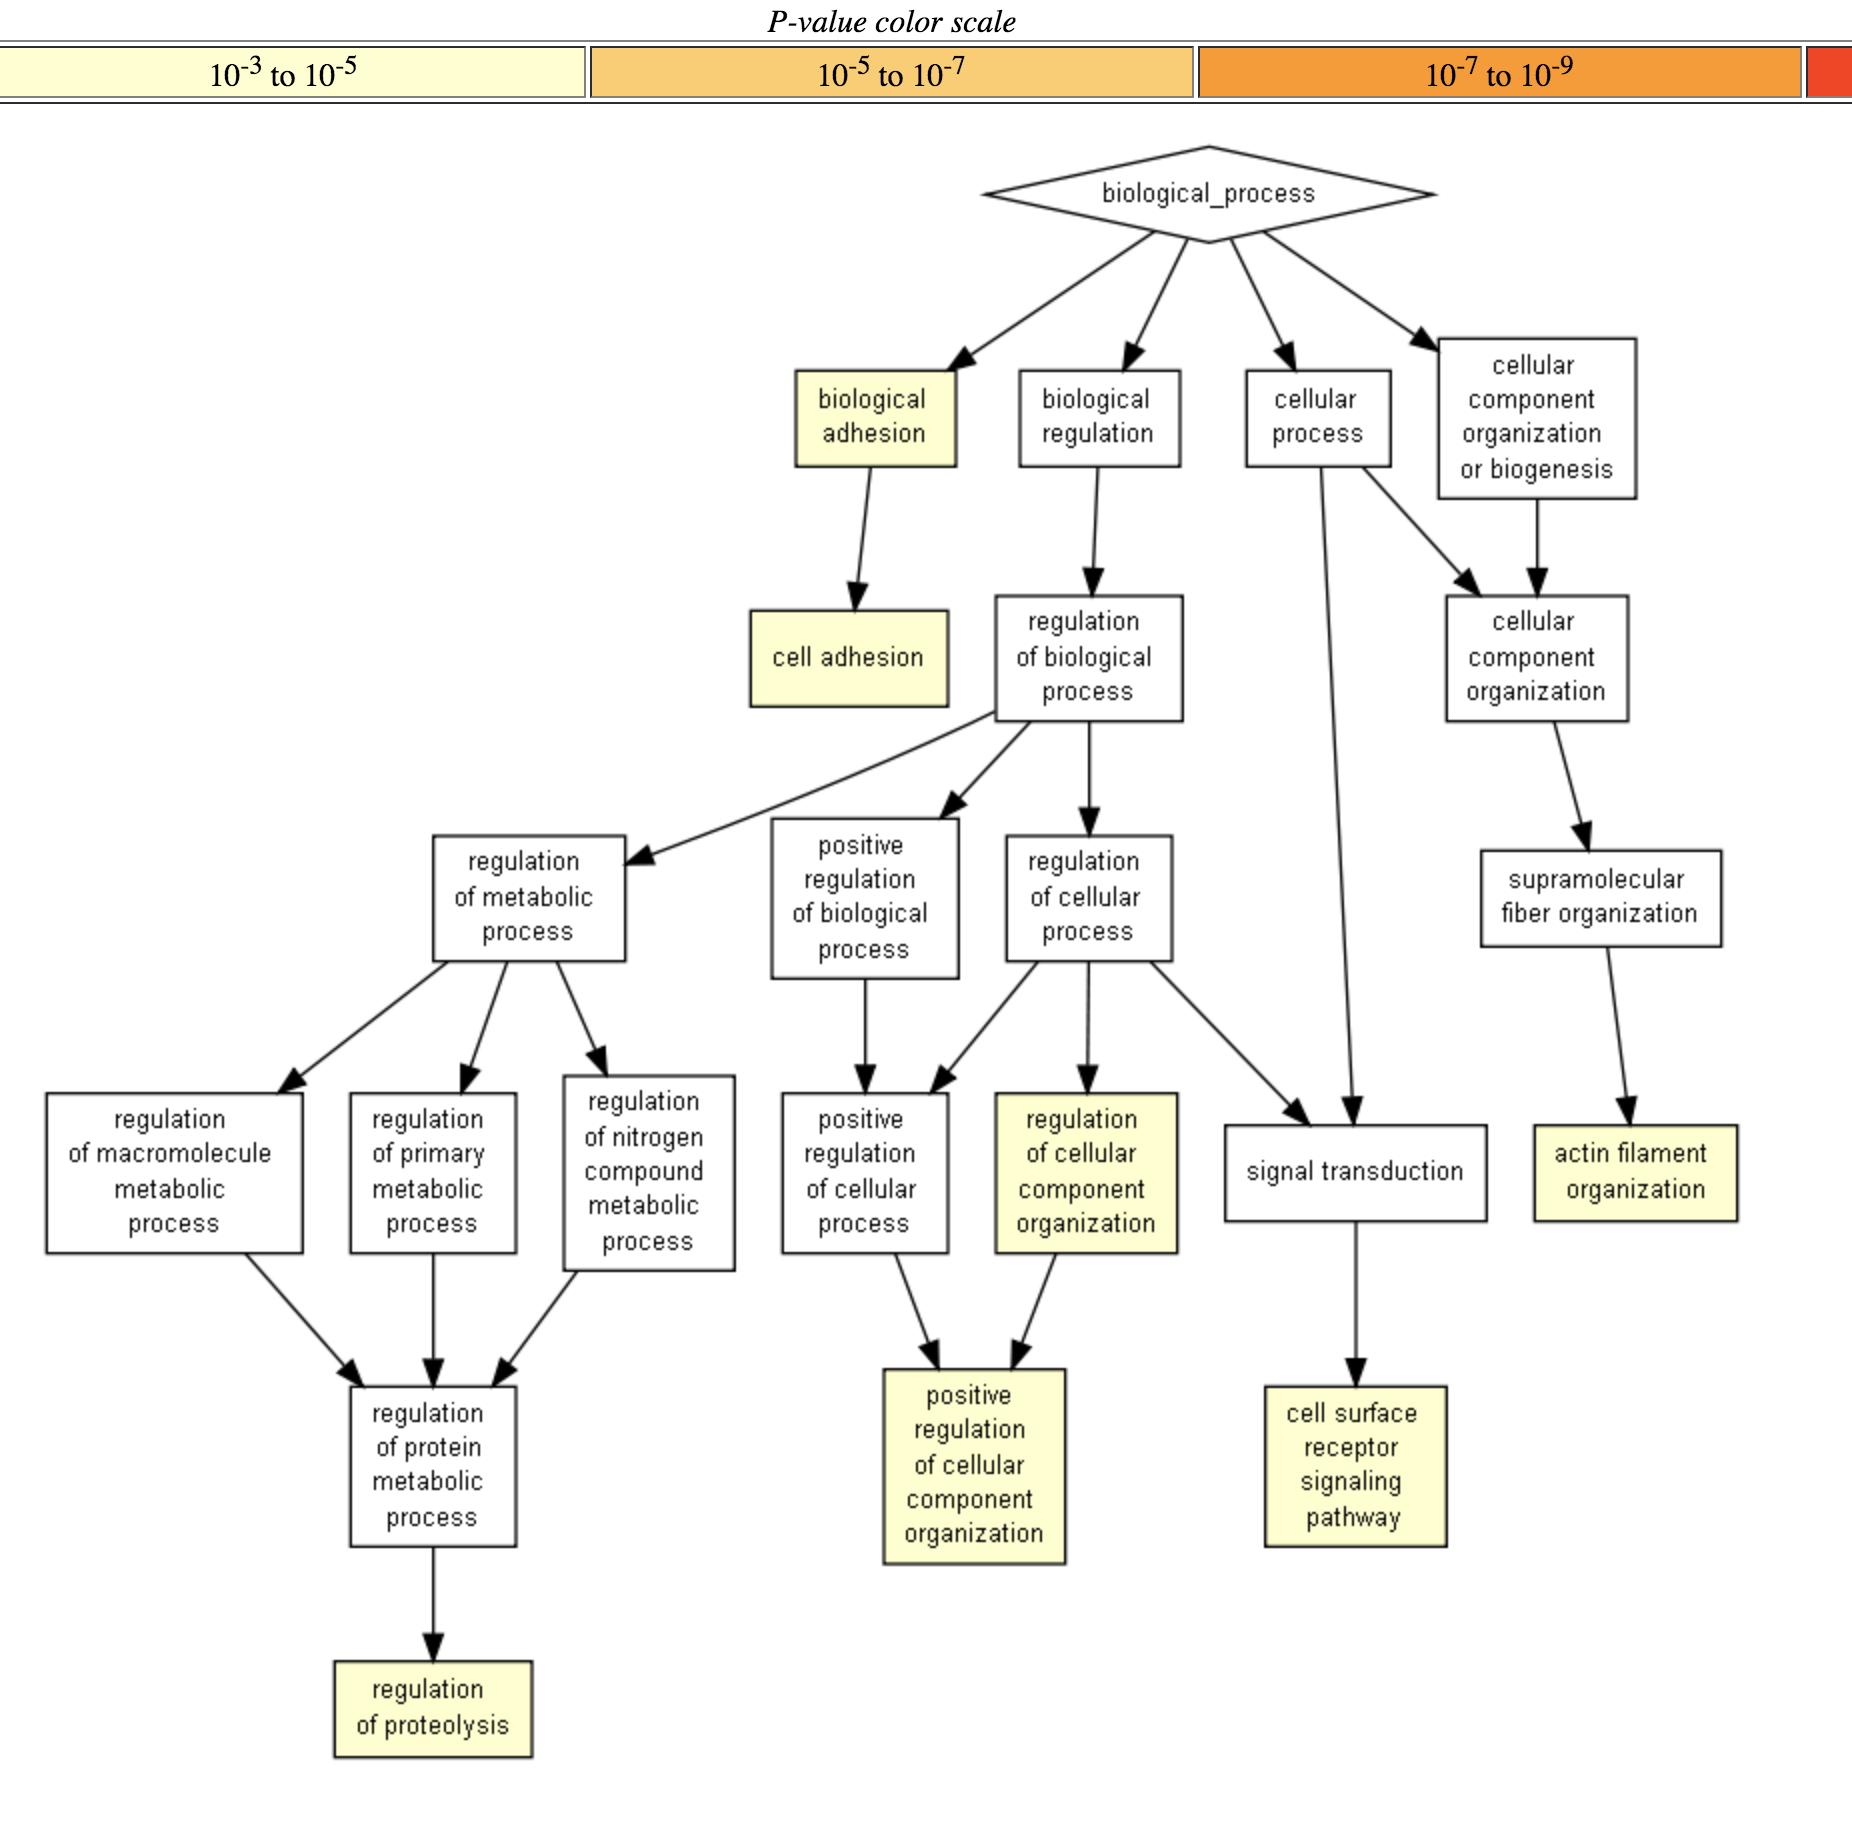 P-value color scale
10-3 to 10-5
10-5 to 10-7
10-7 to 10-9
biological_process
biological
adhesion
biological
regulation
cellular
process
cellular
component
organization
or biogenesis
cell adhesion
regulation
of biological
process
cellular
component
organization
regulation
of metabolic
process
positive
regulation
of biological
process
regulation
of cellular
process
supramolecular
fiber organization
regulation
of macromolecule
metabolic
process
regulation
of primary
metabolic
process
regulation
of nitrogen
compound
metabolic
process
positive
regulation
of cellular
process
regulation
of cellular
component
organization
signal transduction
actin filament
organization
regulation
of protein
metabolic
process
positive
regulation
of cellular
component
organization
cell surface
receptor
signaling
pathway
regulation
of proteolysis